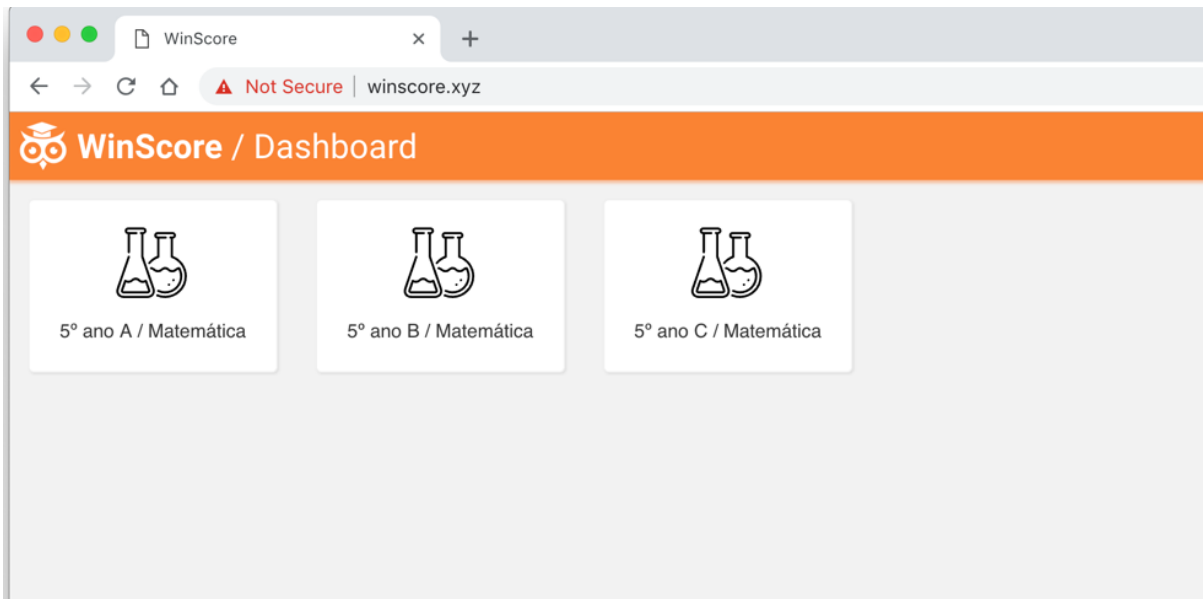 WinScore
Not Secure | winscore.xyz
WinScore / Dashboard
5º ano A / Matemática
5º ano B / Matemática
5º ano C / Matemática